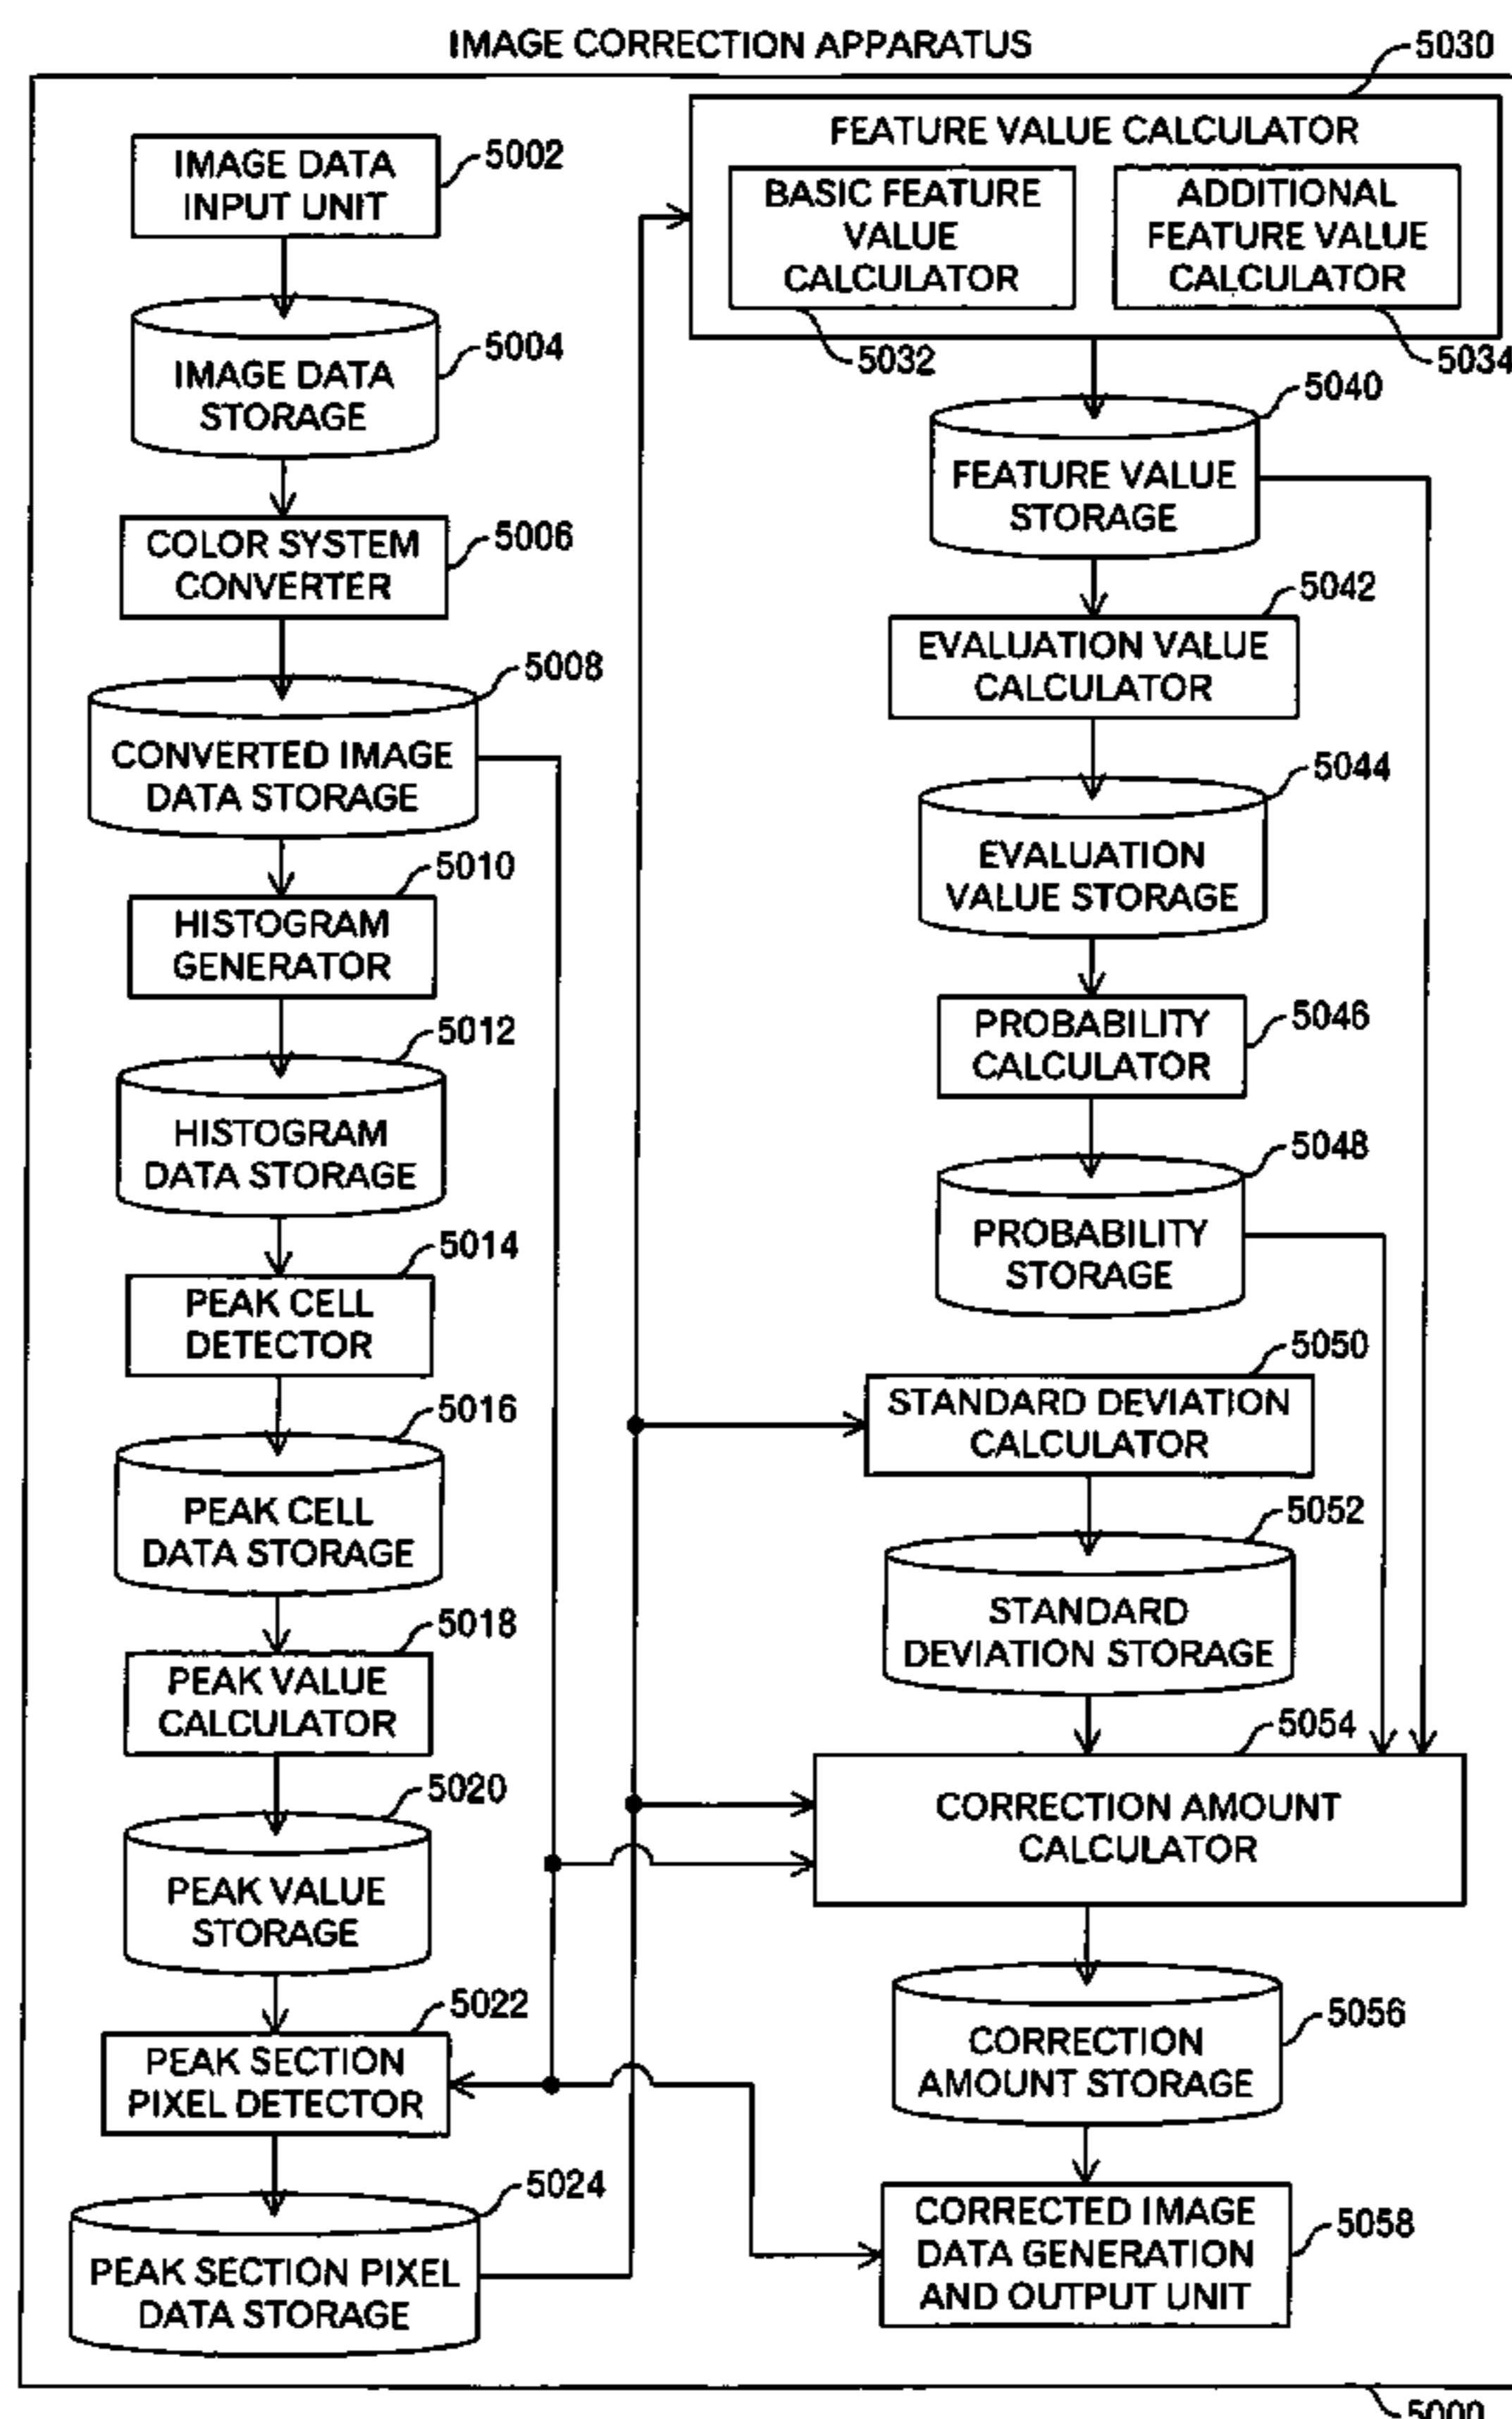 IMAGE CORRECTION APPARATUS
5030
IMAGE DATA
INPUT UNIT
5002
IMAGE DATA
STORAGE
5004
COLOR SYSTEM
CONVERTER
5006
CONVERTED IMAGE
DATA STORAGE
5008
HISTOGRAM
GENERATOR
5010
HISTOGRAM
DATA STORAGE
5012
PEAK CELL
DETECTOR
5014
PEAK CELL
DATA STORAGE
5016
PEAK VALUE
CALCULATOR
5018
PEAK VALUE
STORAGE
5020
PEAK SECTION
PIXEL DETECTOR
5022
PEAK SECTION PIXEL
DATA STORAGE
5024
FEATURE VALUE CALCULATOR
BASIC FEATURE
VALUE
CALCULATOR
5032
ADDITIONAL
FEATURE VALUE
CALCULATOR
5034
FEATURE VALUE
STORAGE
5040
EVALUATION VALUE
CALCULATOR
5042
EVALUATION
VALUE STORAGE
5044
PROBABILITY
CALCULATOR
5046
PROBABILITY
STORAGE
5048
STANDARD DEVIATION
CALCULATOR
5050
STANDARD
DEVIATION STORAGE
5052
CORRECTION AMOUNT
CALCULATOR
5054
CORRECTION
AMOUNT STORAGE
5056
CORRECTED IMAGE
DATA GENERATION
AND OUTPUT UNIT
5058
5000